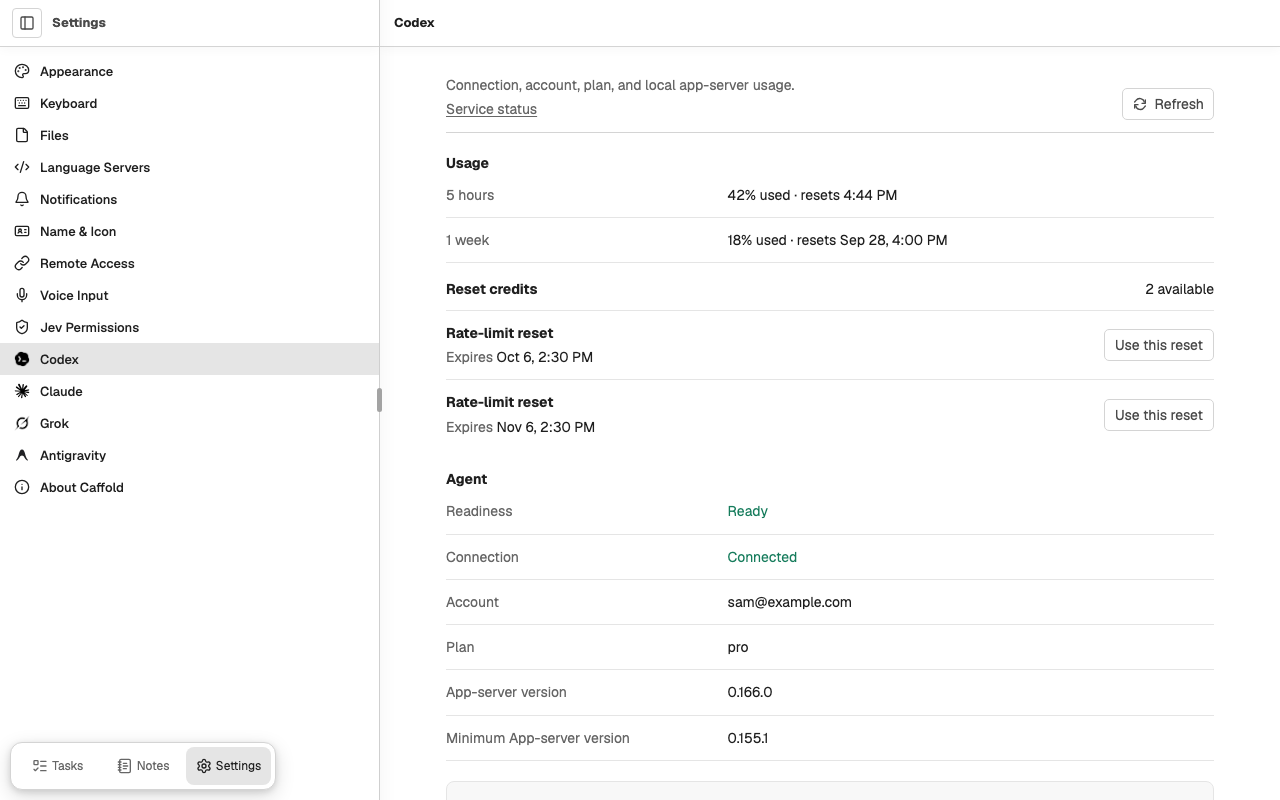 Settings
Codex
Appearance
Keyboard
Files
Language Servers
Notifications
Name & Icon
Remote Access
Voice Input
Jev Permissions
Codex
Claude
Grok
Antigravity
About Caffold
Tasks
Notes
Settings
Connection, account, plan, and local app-server usage.
Service status
Refresh
Usage
5 hours 42% used · resets 4:44 PM
1 week 18% used · resets Sep 28, 4:00 PM
Reset credits 2 available
Rate-limit reset
Expires Oct 6, 2:30 PM
Use this reset
Rate-limit reset
Expires Nov 6, 2:30 PM
Use this reset
Agent
Readiness Ready
Connection Connected
Account sam@example.com
Plan pro
App-server version 0.166.0
Minimum App-server version 0.155.1